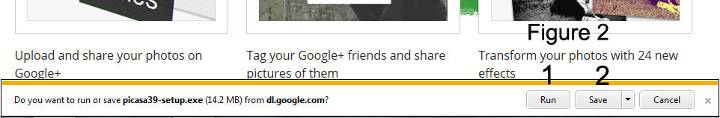 Figure 2
Upload and share your photos on
Google+
Tag your Google+ friends and share
pictures of them
Transform your photos with 24 new
effects
1 2
Do you want to run or save picasa39-setup.exe (14.2 MB) from dl.google.com?
Run Save Cancel ×